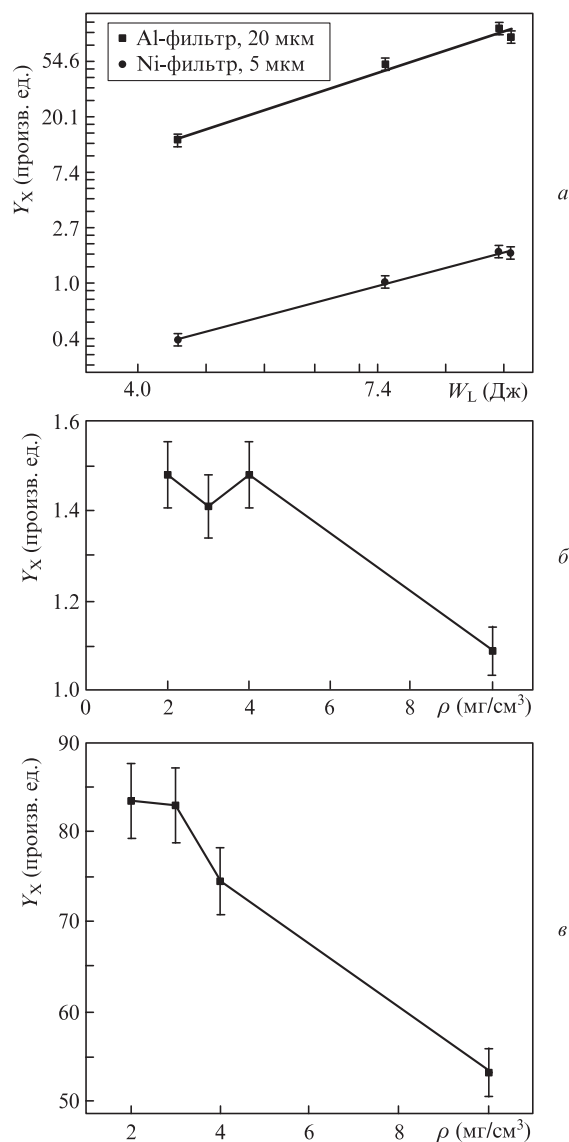 Al-фильтр, 20 мкм
Ni-фильтр, 5 мкм
Y_X (произв. ед.)
54.6
20.1
7.4
2.7
1.0
0.4
4.0
7.4
W_L (Дж)
а
Y_X (произв. ед.)
1.6
1.4
1.2
1.0
0
2
4
6
8
ρ (мг/см³)
б
Y_X (произв. ед.)
90
80
70
60
50
2
4
6
8
ρ (мг/см³)
в